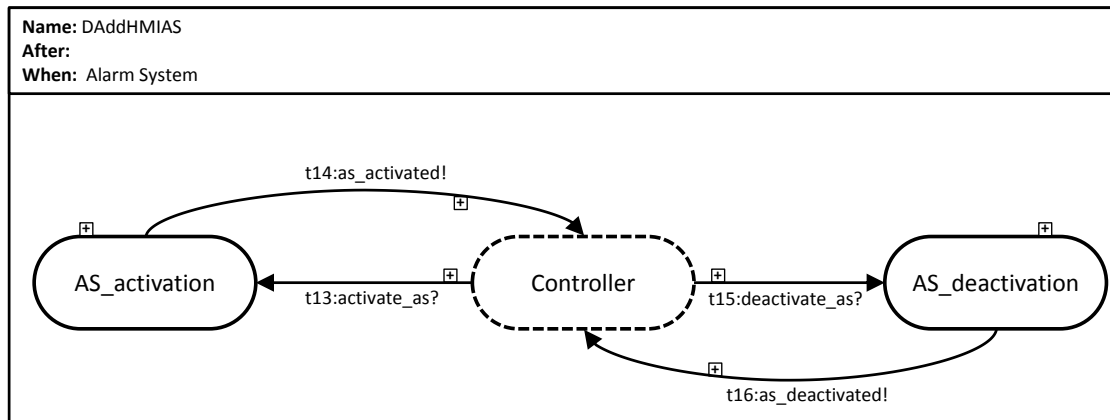 Name: DAddHMIAS
After:
When: Alarm System
t14:as_activated!
+
+
+
AS_activation
+
Controller
+
AS_deactivation
t13:activate_as?
t15:deactivate_as?
+
t16:as_deactivated!